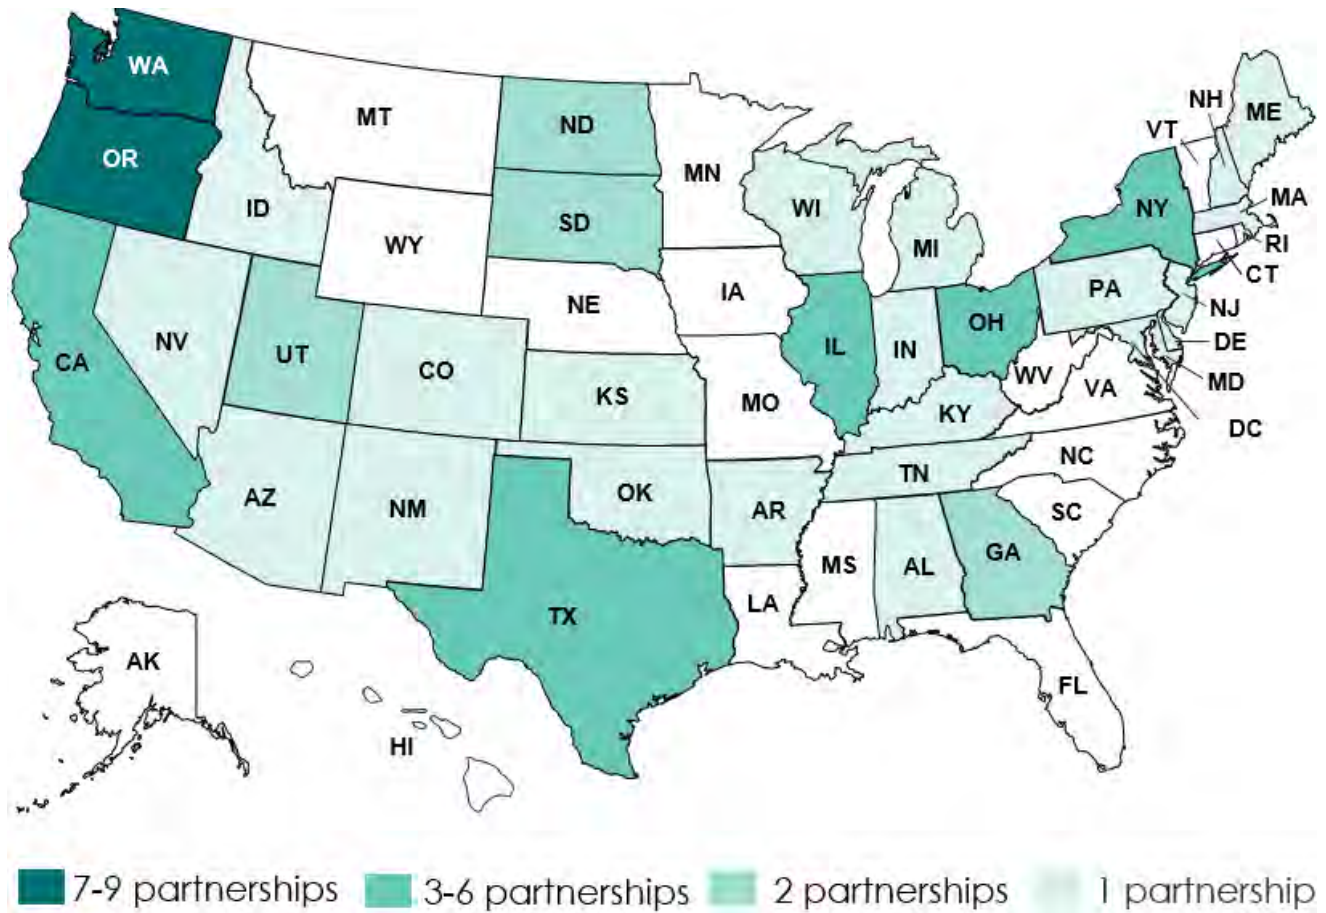 WA
MT
ND
MN
OR
ID
SD
WI
MI
NH
ME
VT
NY
MA
RI
CT
WY
NE
IA
PA
NJ
OH
DE
MD
DC
NV
UT
CO
CA
KS
MO
IL
IN
WV
VA
KY
NC
TN
SC
AZ
NM
OK
AR
MS
AL
GA
TX
LA
FL
AK
HI
7-9 partnerships 3-6 partnerships 2 partnerships 1 partnership